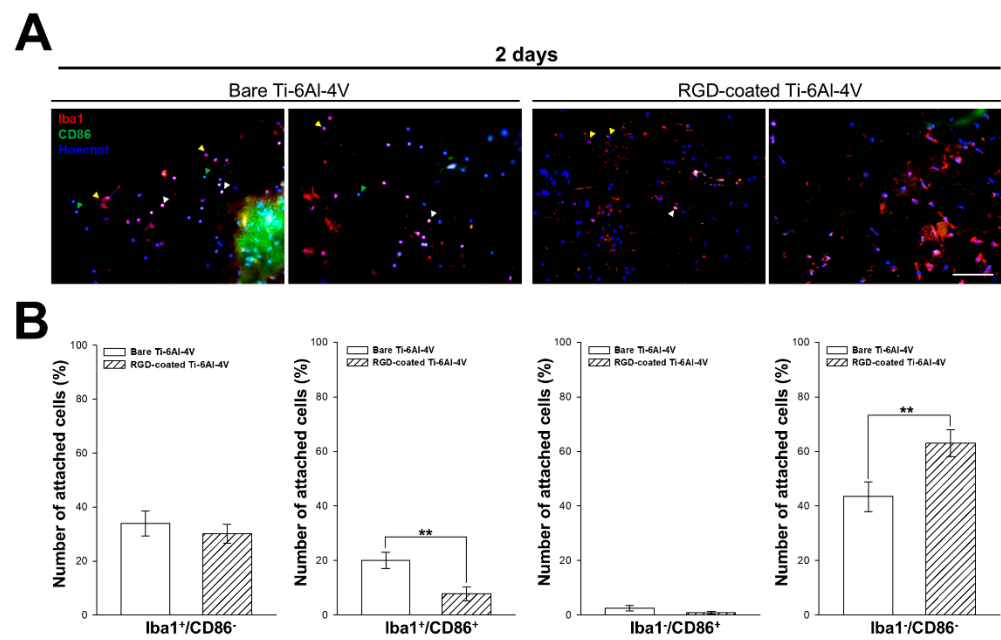 A
2 days
Bare Ti-6Al-4V
RGD-coated Ti-6Al-4V
Iba1
CD86
Hoechst
B
Number of attached cells (%)
100
80
60
40
20
0
Bare Ti-6Al-4V
RGD-coated Ti-6Al-4V
Iba1⁺/CD86⁻
Number of attached cells (%)
100
80
60
40
20
0
Bare Ti-6Al-4V
RGD-coated Ti-6Al-4V
**
Iba1⁺/CD86⁺
Number of attached cells (%)
100
80
60
40
20
0
Bare Ti-6Al-4V
RGD-coated Ti-6Al-4V
Iba1⁻/CD86⁺
Number of attached cells (%)
100
80
60
40
20
0
Bare Ti-6Al-4V
RGD-coated Ti-6Al-4V
**
Iba1⁻/CD86⁻